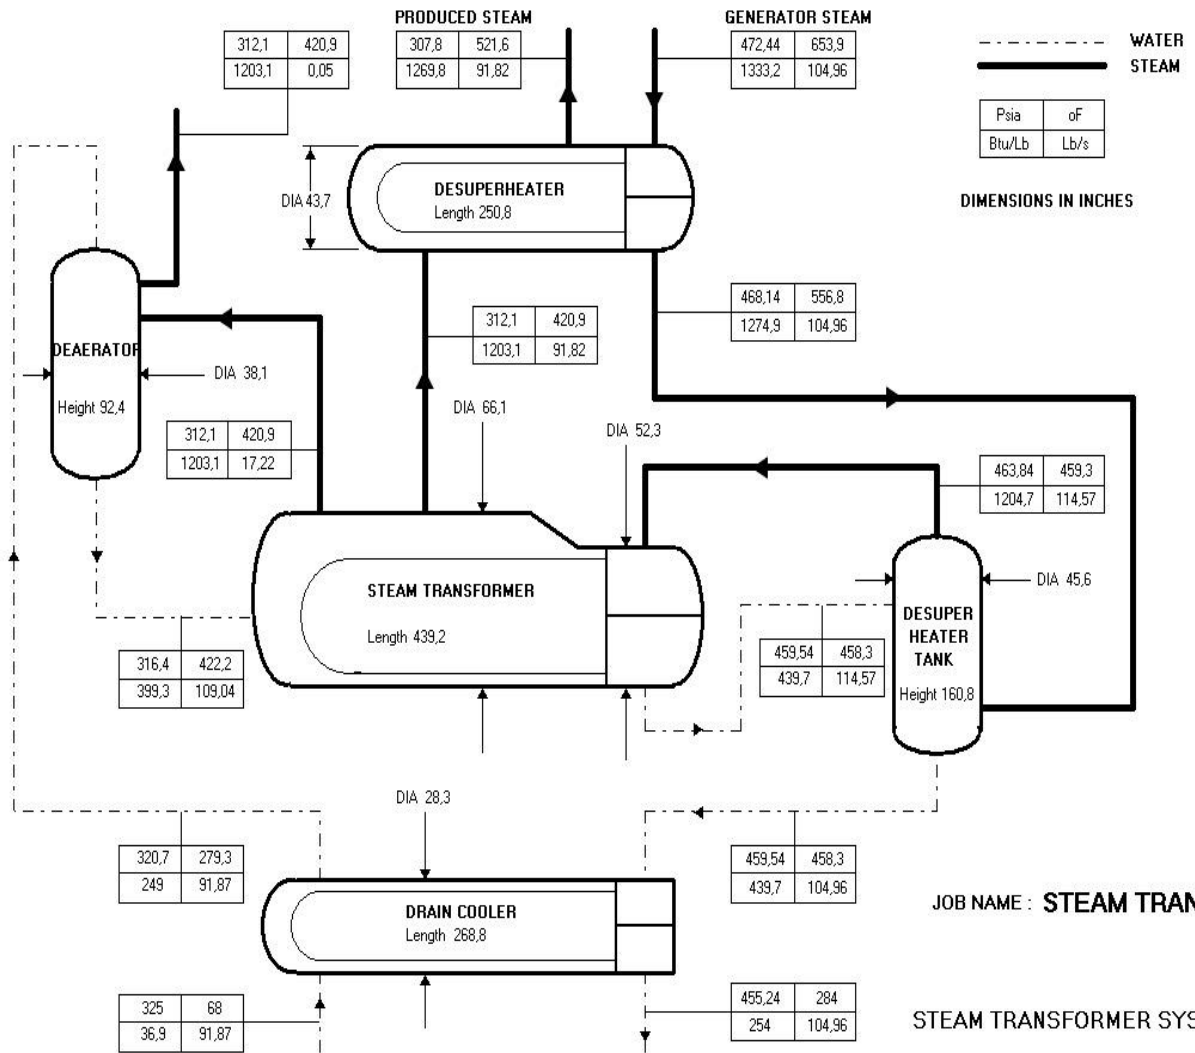 PRODUCED STEAM
GENERATOR STEAM
312,1 420,9
1203,1 0,05
307,8 521,6
1269,8 91,82
472,44 653,9
1333,2 104,96
WATER
STEAM
Psia oF
Btu/Lb Lb/s
DIMENSIONS IN INCHES
DIA 43,7
DESUPERHEATER
Length 250,8
468,14 556,8
1274,9 104,96
312,1 420,9
1203,1 91,82
DEAERATOR
DIA 38,1
Height 92,4
DIA 66,1
DIA 52,3
312,1 420,9
1203,1 17,22
463,84 459,3
1204,7 114,57
STEAM TRANSFORMER
Length 439,2
DIA 45,6
DESUPER
HEATER
TANK
Height 160,8
459,54 458,3
439,7 114,57
316,4 422,2
399,3 109,04
DIA 28,3
320,7 279,3
249 91,87
459,54 458,3
439,7 104,96
DRAIN COOLER
Length 268,8
JOB NAME : STEAM TRAN
325 68
36,9 91,87
455,24 284
254 104,96
STEAM TRANSFORMER SYS